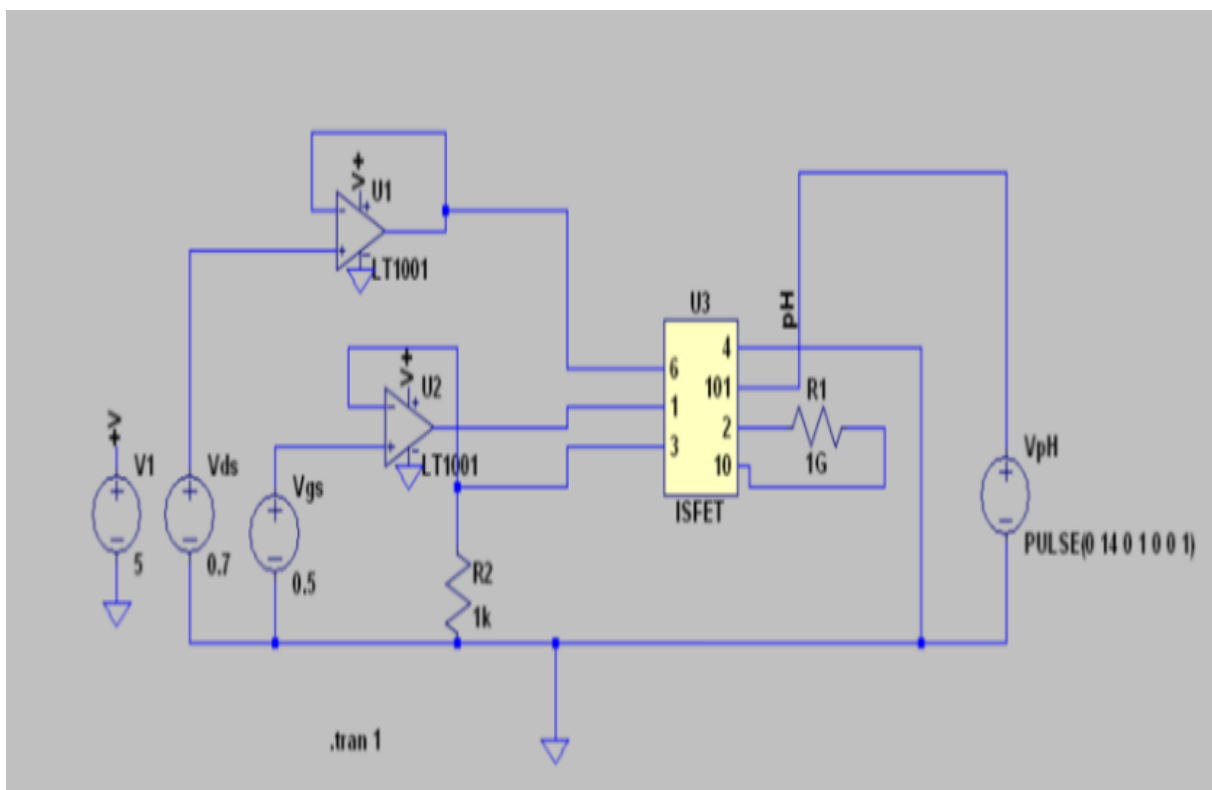 V+
U1
LT1001
V+
U2
LT1001
+V
V1
5
Vds
0.7
Vgs
0.5
R2
1k
U3
6
1
3
4
101
2
10
ISFET
pH
R1
1G
VpH
PULSE(0 14 0 1 0 0 1)
.tran 1